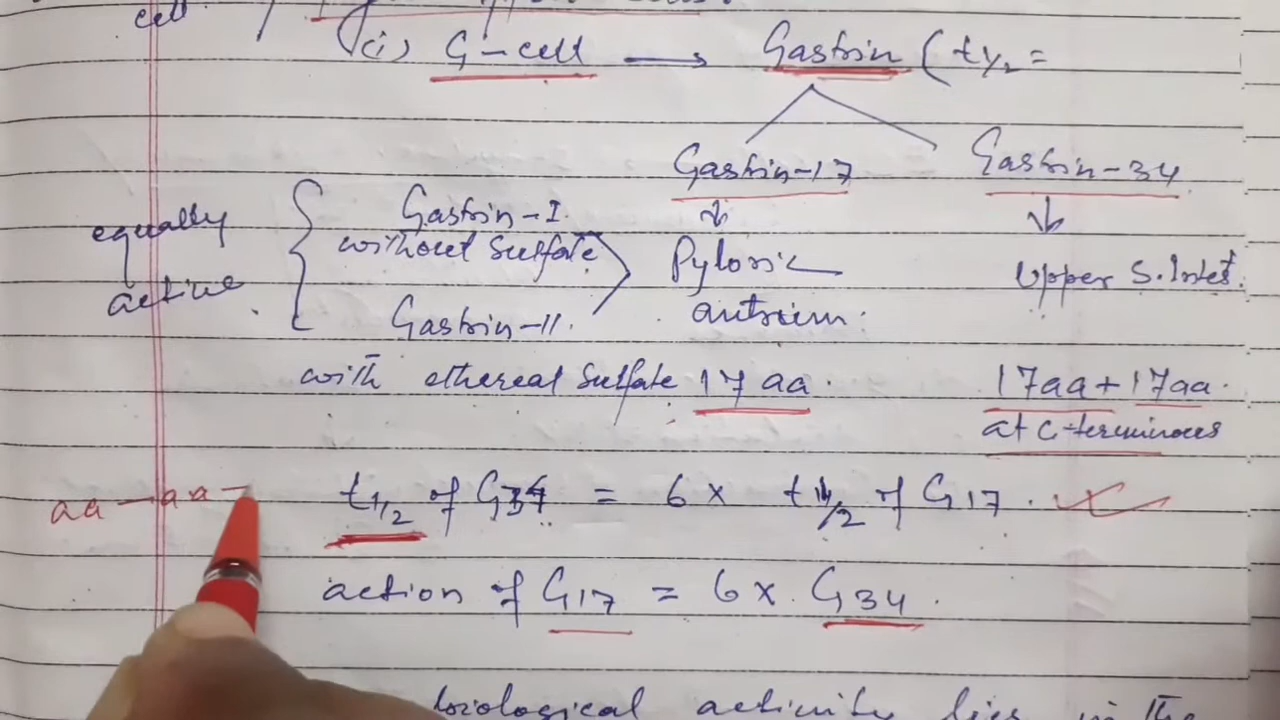 cell
(i) G-cell → Gastrin (t½ =
Gastrin-17 Gastrin-34
equally active
Gastrin-I
without Sulfate
Gastrin-II.
with ethereal Sulfate
Pyloric
antrum.
17 aa.
Upper S. Intest.
17aa + 17aa.
at C-terminous
t1/2 of G34 = 6 x t1/2 of G17.
action of G17 = 6 x. G34.
aa - aa -
biological activity lies in the